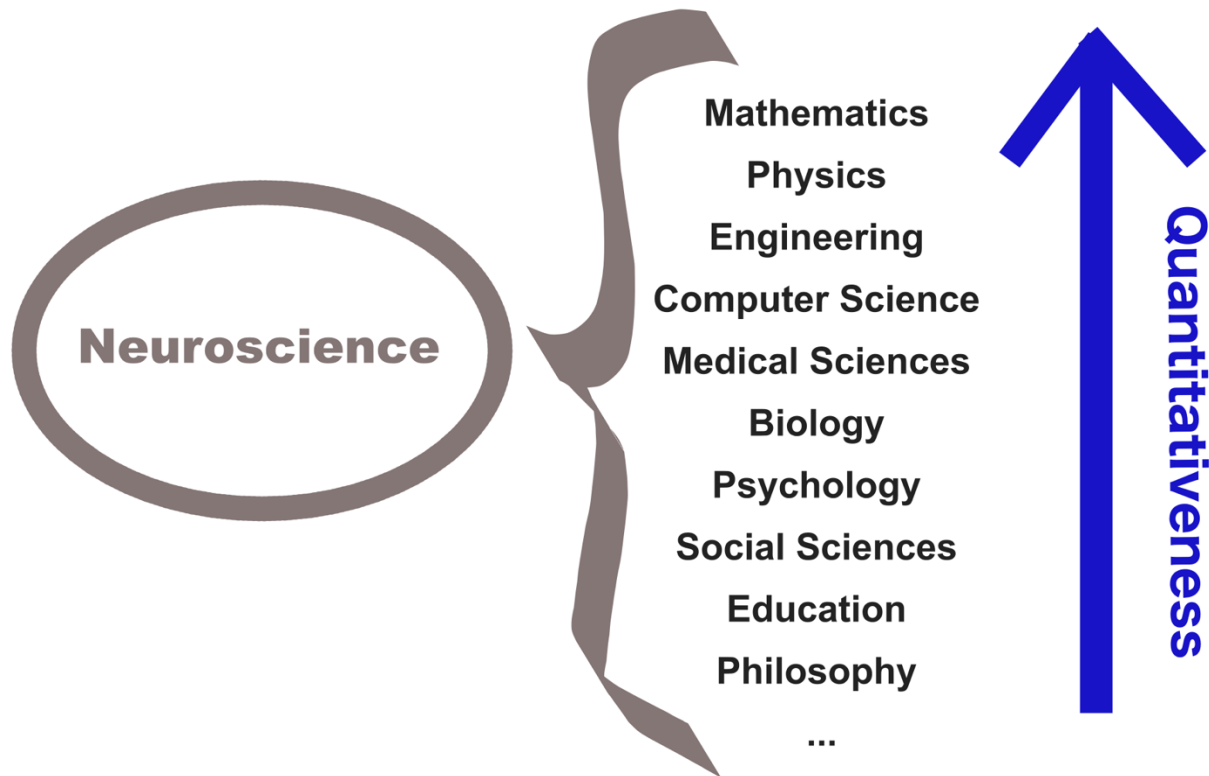 Neuroscience
Mathematics
Physics
Engineering
Computer Science
Medical Sciences
Biology
Psychology
Social Sciences
Education
Philosophy
...
Quantitativeness